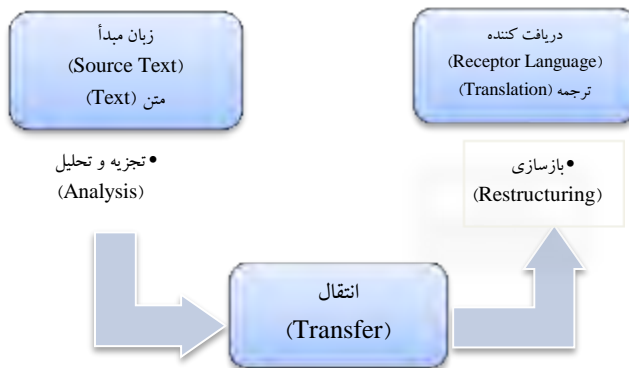 زبان مبدأ
(Source Text)
متن (Text)
• تجزیه و تحلیل
(Analysis)
انتقال
(Transfer)
دریافت کننده
(Receptor Language)
ترجمه (Translation)
• بازسازی
(Restructuring)